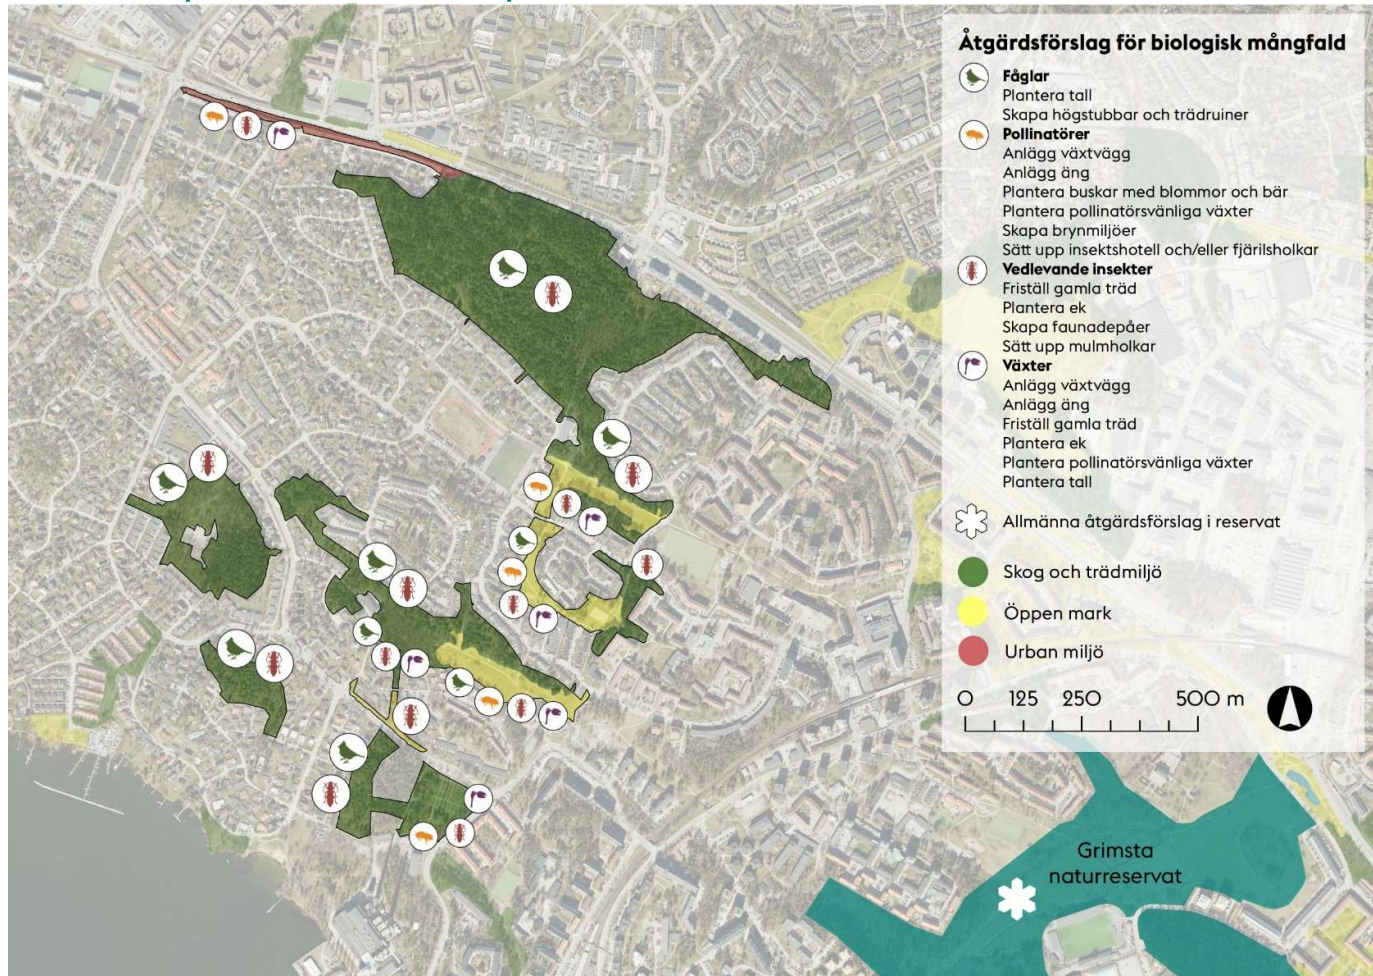 Åtgärdsförslag för biologisk mångfald
Fåglar
Plantera tall
Skapa högstubbar och trädruiner
Pollinatörer
Anlägg växtvägg
Anlägg äng
Plantera buskar med blommor och bär
Plantera pollinatörsvänliga växter
Skapa brynmiljöer
Sätt upp insektshotell och/eller fjärilsholkar
Vedlevande insekter
Friställ gamla träd
Plantera ek
Skapa faunadepåer
Sätt upp mulmholkar
Växter
Anlägg växtvägg
Anlägg äng
Friställ gamla träd
Plantera ek
Plantera pollinatörsvänliga växter
Plantera tall
Allmänna åtgärdsförslag i reservat
Skog och trädmiljö
Öppen mark
Urban miljö
0 125 250 500 m
Grimsta
naturreservat